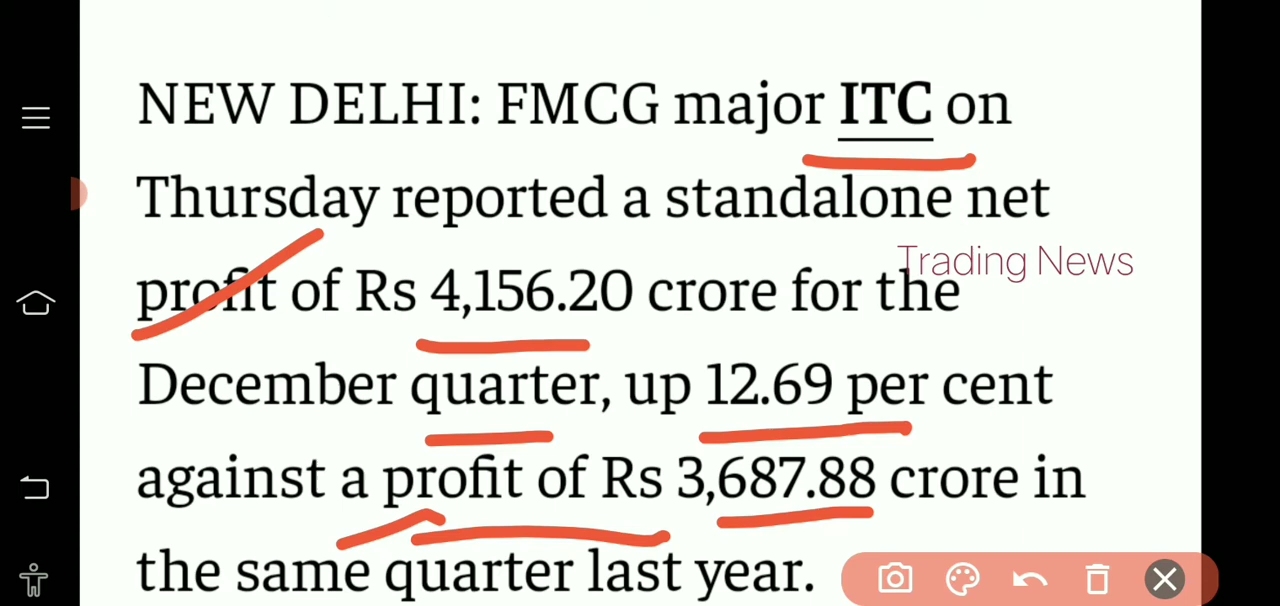 NEW DELHI: FMCG major ITC on
Thursday reported a standalone net
Trading News
profit of Rs 4,156.20 crore for the
December quarter, up 12.69 per cent
against a profit of Rs 3,687.88 crore in
the same quarter last year.